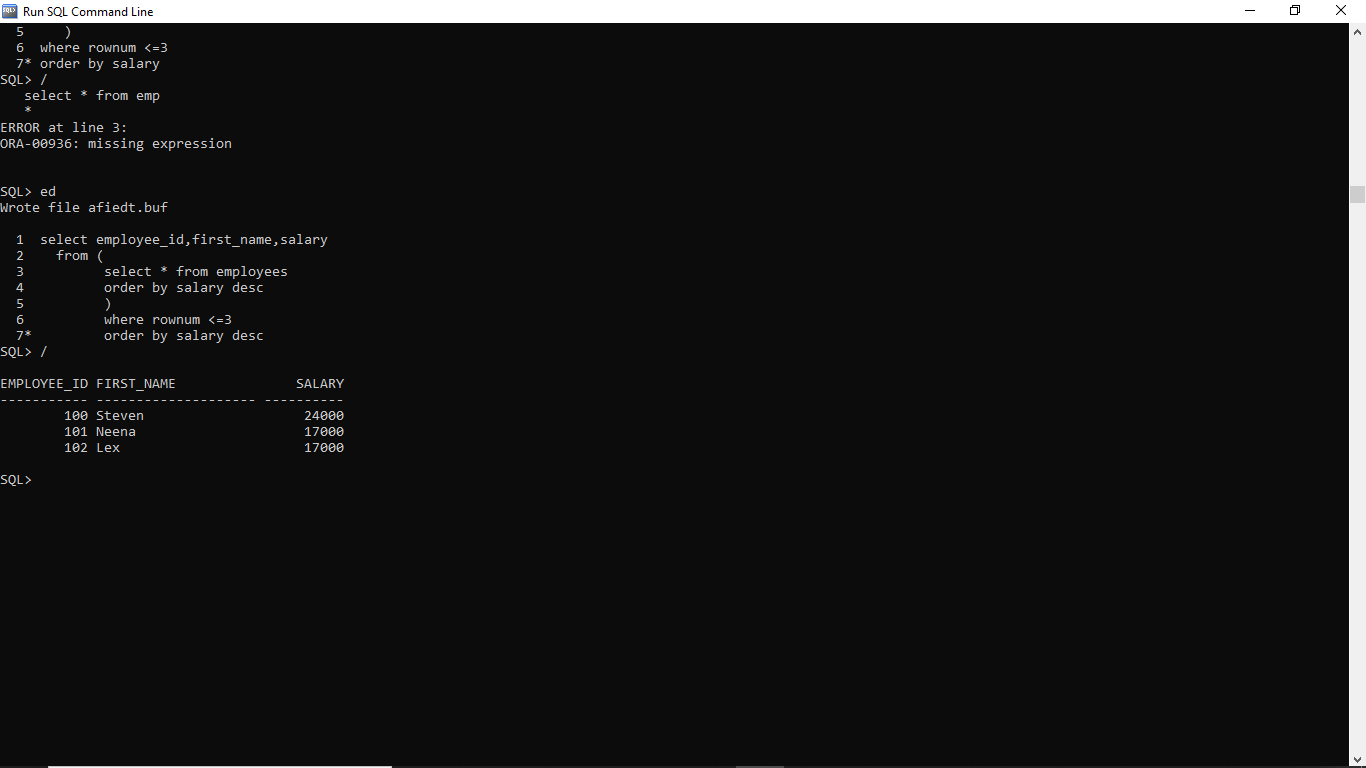 Run SQL Command Line
  5     )
  6  where rownum <=3
  7* order by salary
SQL> /
   select * from emp
   *
ERROR at line 3:
ORA-00936: missing expression
SQL> ed
Wrote file afiedt.buf
  1  select employee_id,first_name,salary
  2    from (
  3          select * from employees
  4          order by salary desc
  5          )
  6          where rownum <=3
  7*         order by salary desc
SQL> /
EMPLOYEE_ID FIRST_NAME               SALARY
----------- -------------------- ----------
        100 Steven                    24000
        101 Neena                     17000
        102 Lex                       17000
SQL>